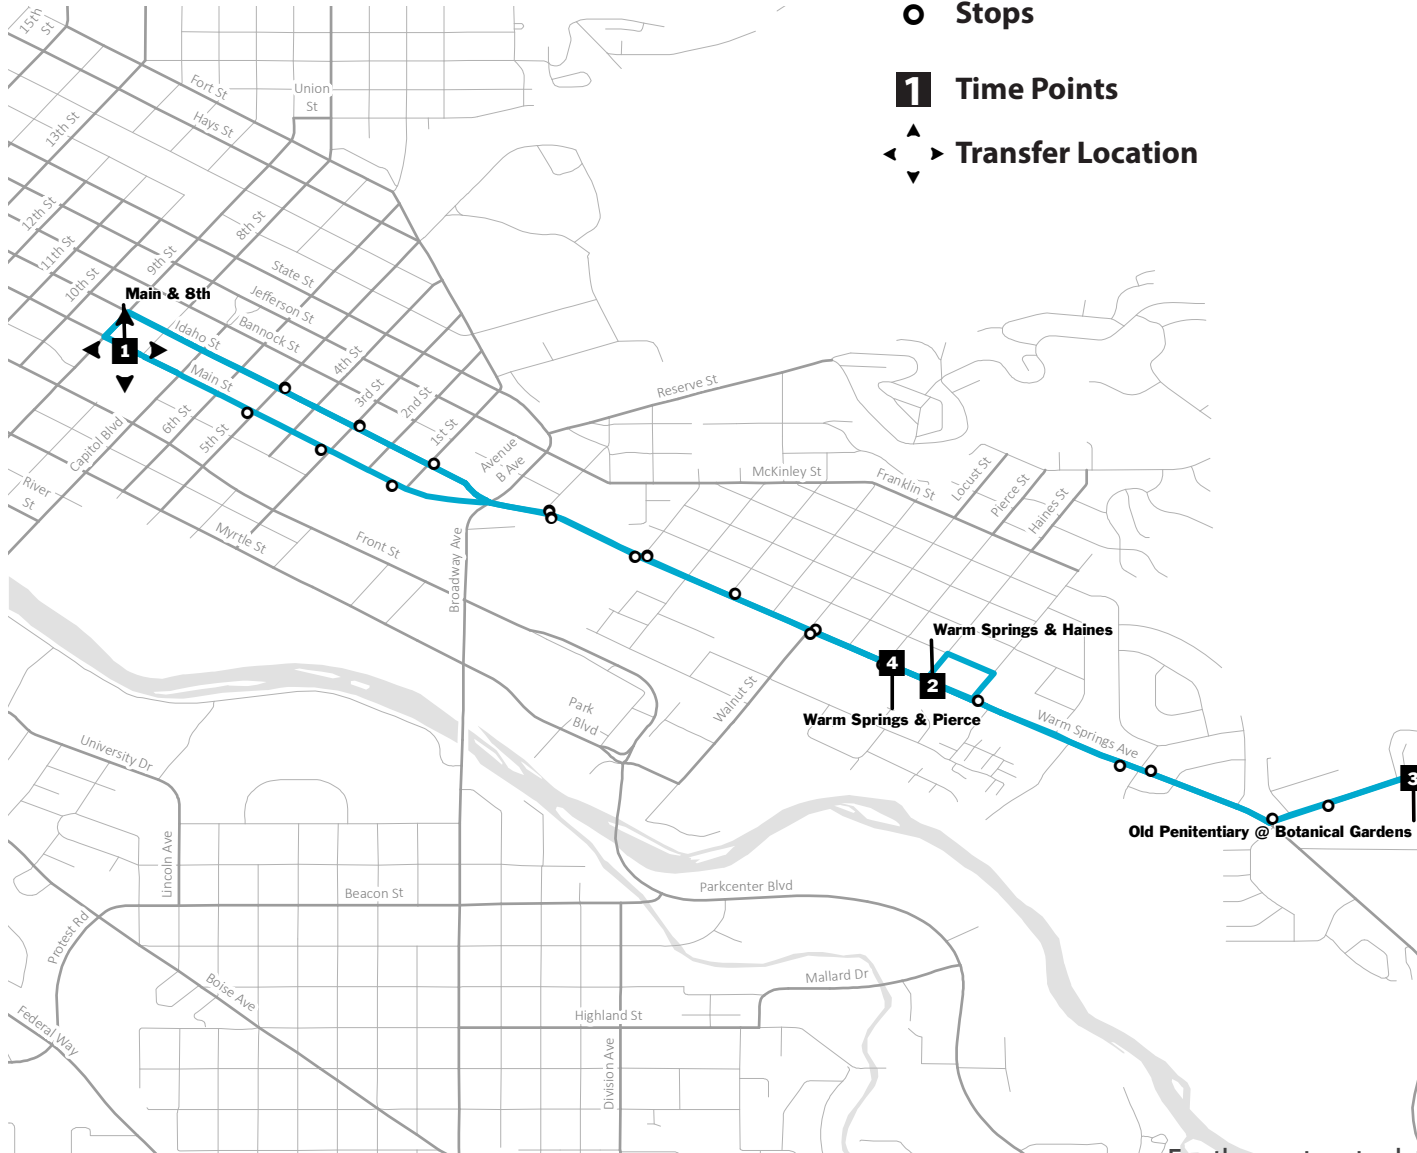 Stops
1 Time Points
Transfer Location
15th
St
Fort St
Union
St
Hays St
13th St
12th St
11th St
10th St
9th St
8th St
State St
Jefferson St
Bannock St
Idaho St
Main St
Main & 8th
1
4th St
3rd St
2nd St
1st St
6th St
5th St
Capitol Blvd
River
St
Avenue
B Ave
Reserve St
McKinley St
Franklin St
Locust St
Pierce St
Haines St
Myrtle St
Front St
Broadway Ave
Warm Springs & Haines
4
2
Warm Springs & Pierce
Walnut St
Park
Blvd
Warm Springs Ave
3
Old Penitentiary @ Botanical Gardens
University Dr
Lincoln Ave
Beacon St
Parkcenter Blvd
Protest Rd
Boise Ave
Federal Way
Mallard Dr
Highland St
Division Ave